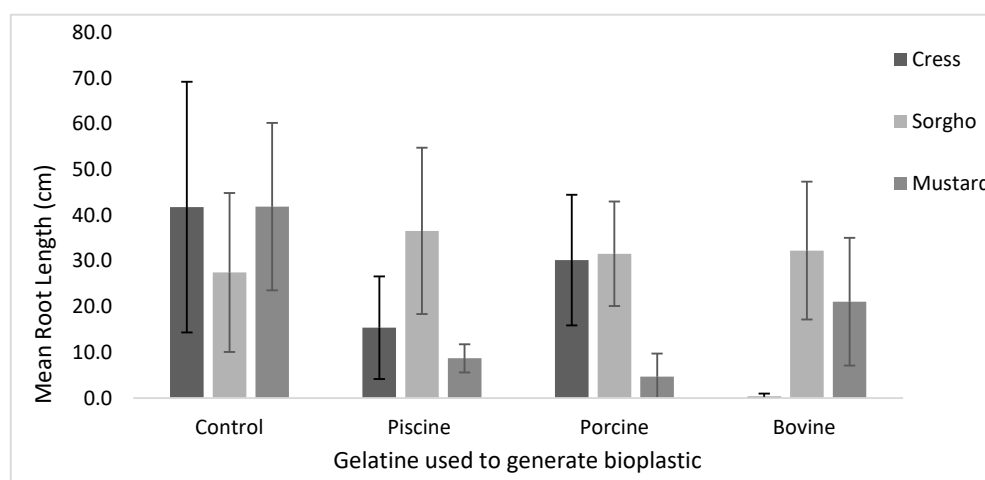 80.0
70.0
60.0
50.0
40.0
30.0
20.0
10.0
0.0
Mean Root Length (cm)
Control Piscine Porcine Bovine
Gelatine used to generate bioplastic
Cress
Sorgho
Mustard